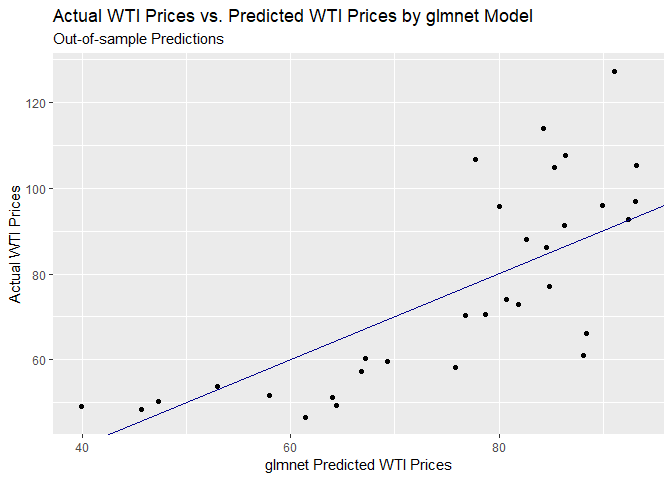 Actual WTI Prices vs. Predicted WTI Prices by glmnet Model
Out-of-sample Predictions
120
100
80
60
Actual WTI Prices
40 60 80
glmnet Predicted WTI Prices